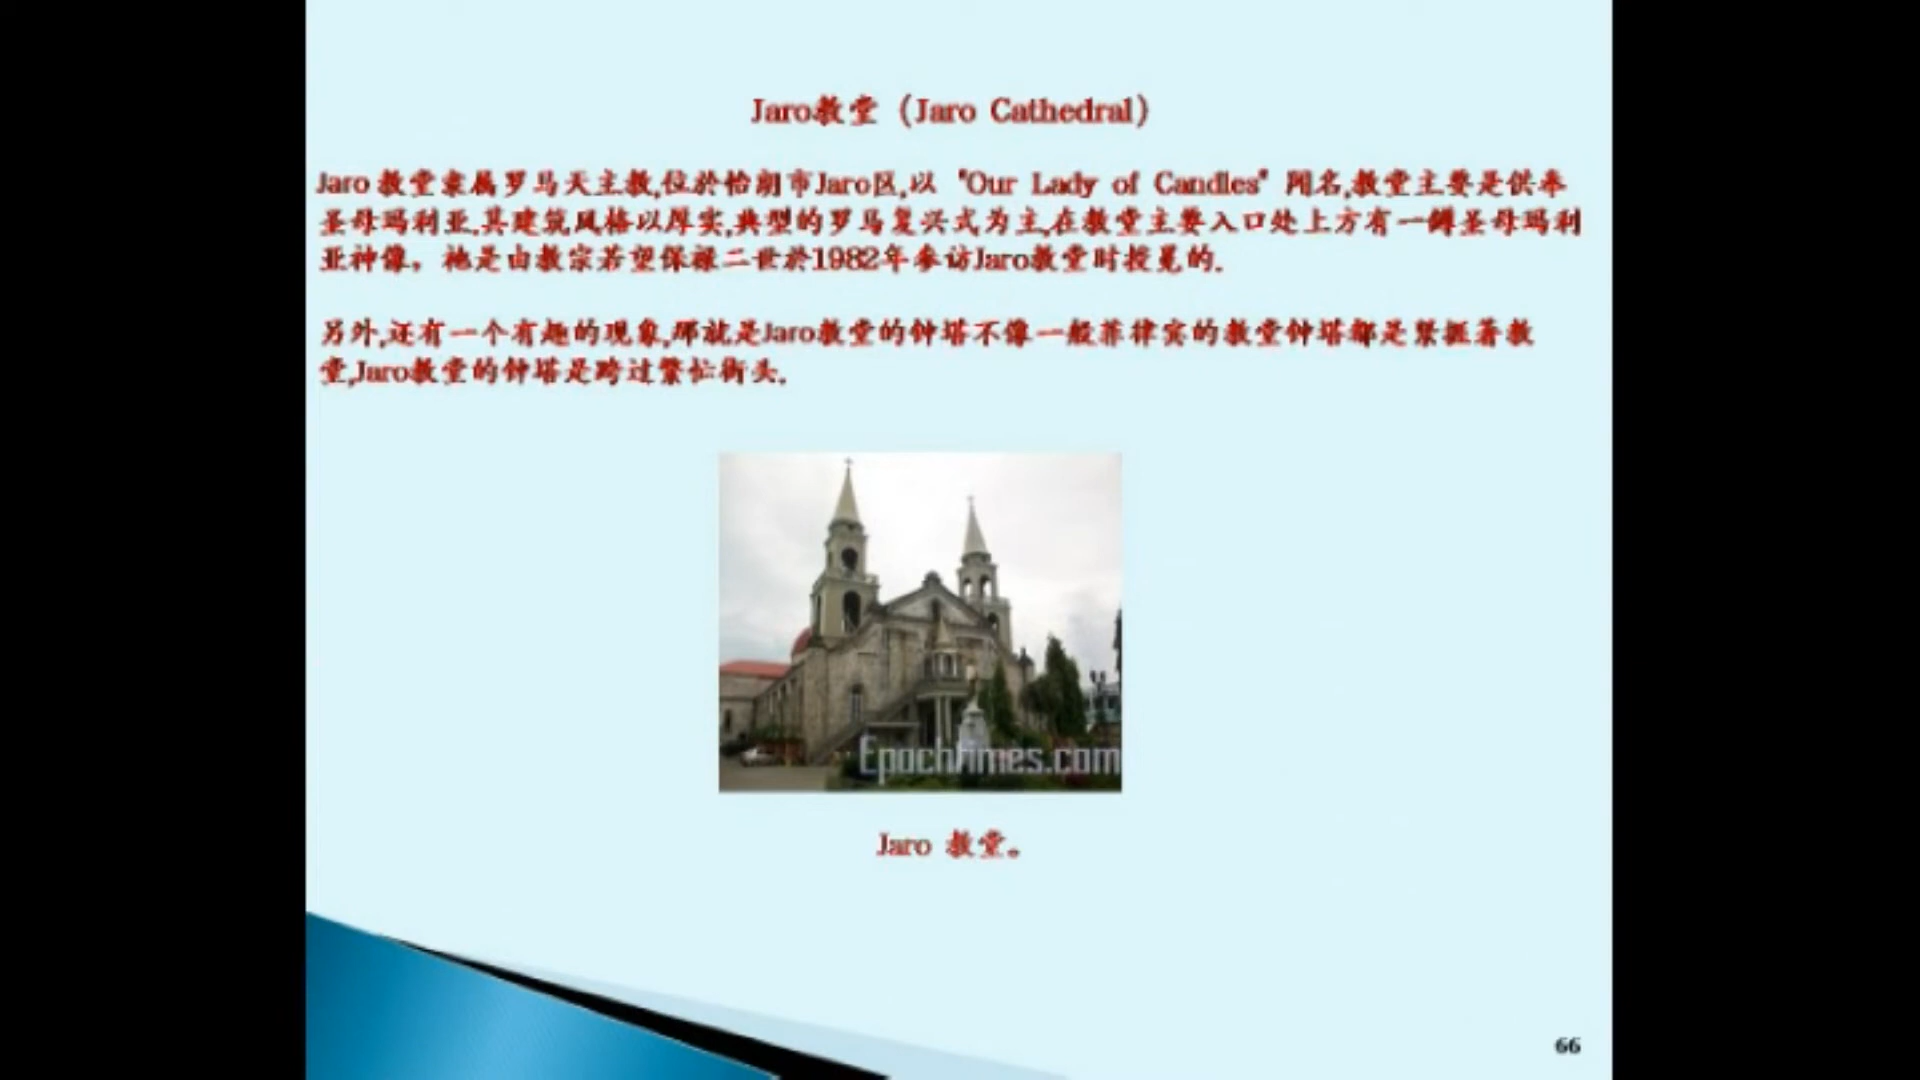 Jaro教堂（Jaro Cathedral）
Jaro 教堂隶属罗马天主教,位於怡朗市Jaro区,以 "Our Lady of Candles" 闻名,教堂主要是供奉
圣母玛利亚,其建筑风格以厚实,典型的罗马复兴式为主,在教堂主要入口处上方有一罇圣母玛利
亚神像，祂是由教宗若望保禄二世於1982年参访Jaro教堂时授冕的.
另外,还有一个有趣的现象,那就是Jaro教堂的钟塔不像一般菲律宾的教堂钟塔都是紧捱著教
堂,Jaro教堂的钟塔是跨过繁忙街头.
Epochtimes.com
Jaro 教堂。
66